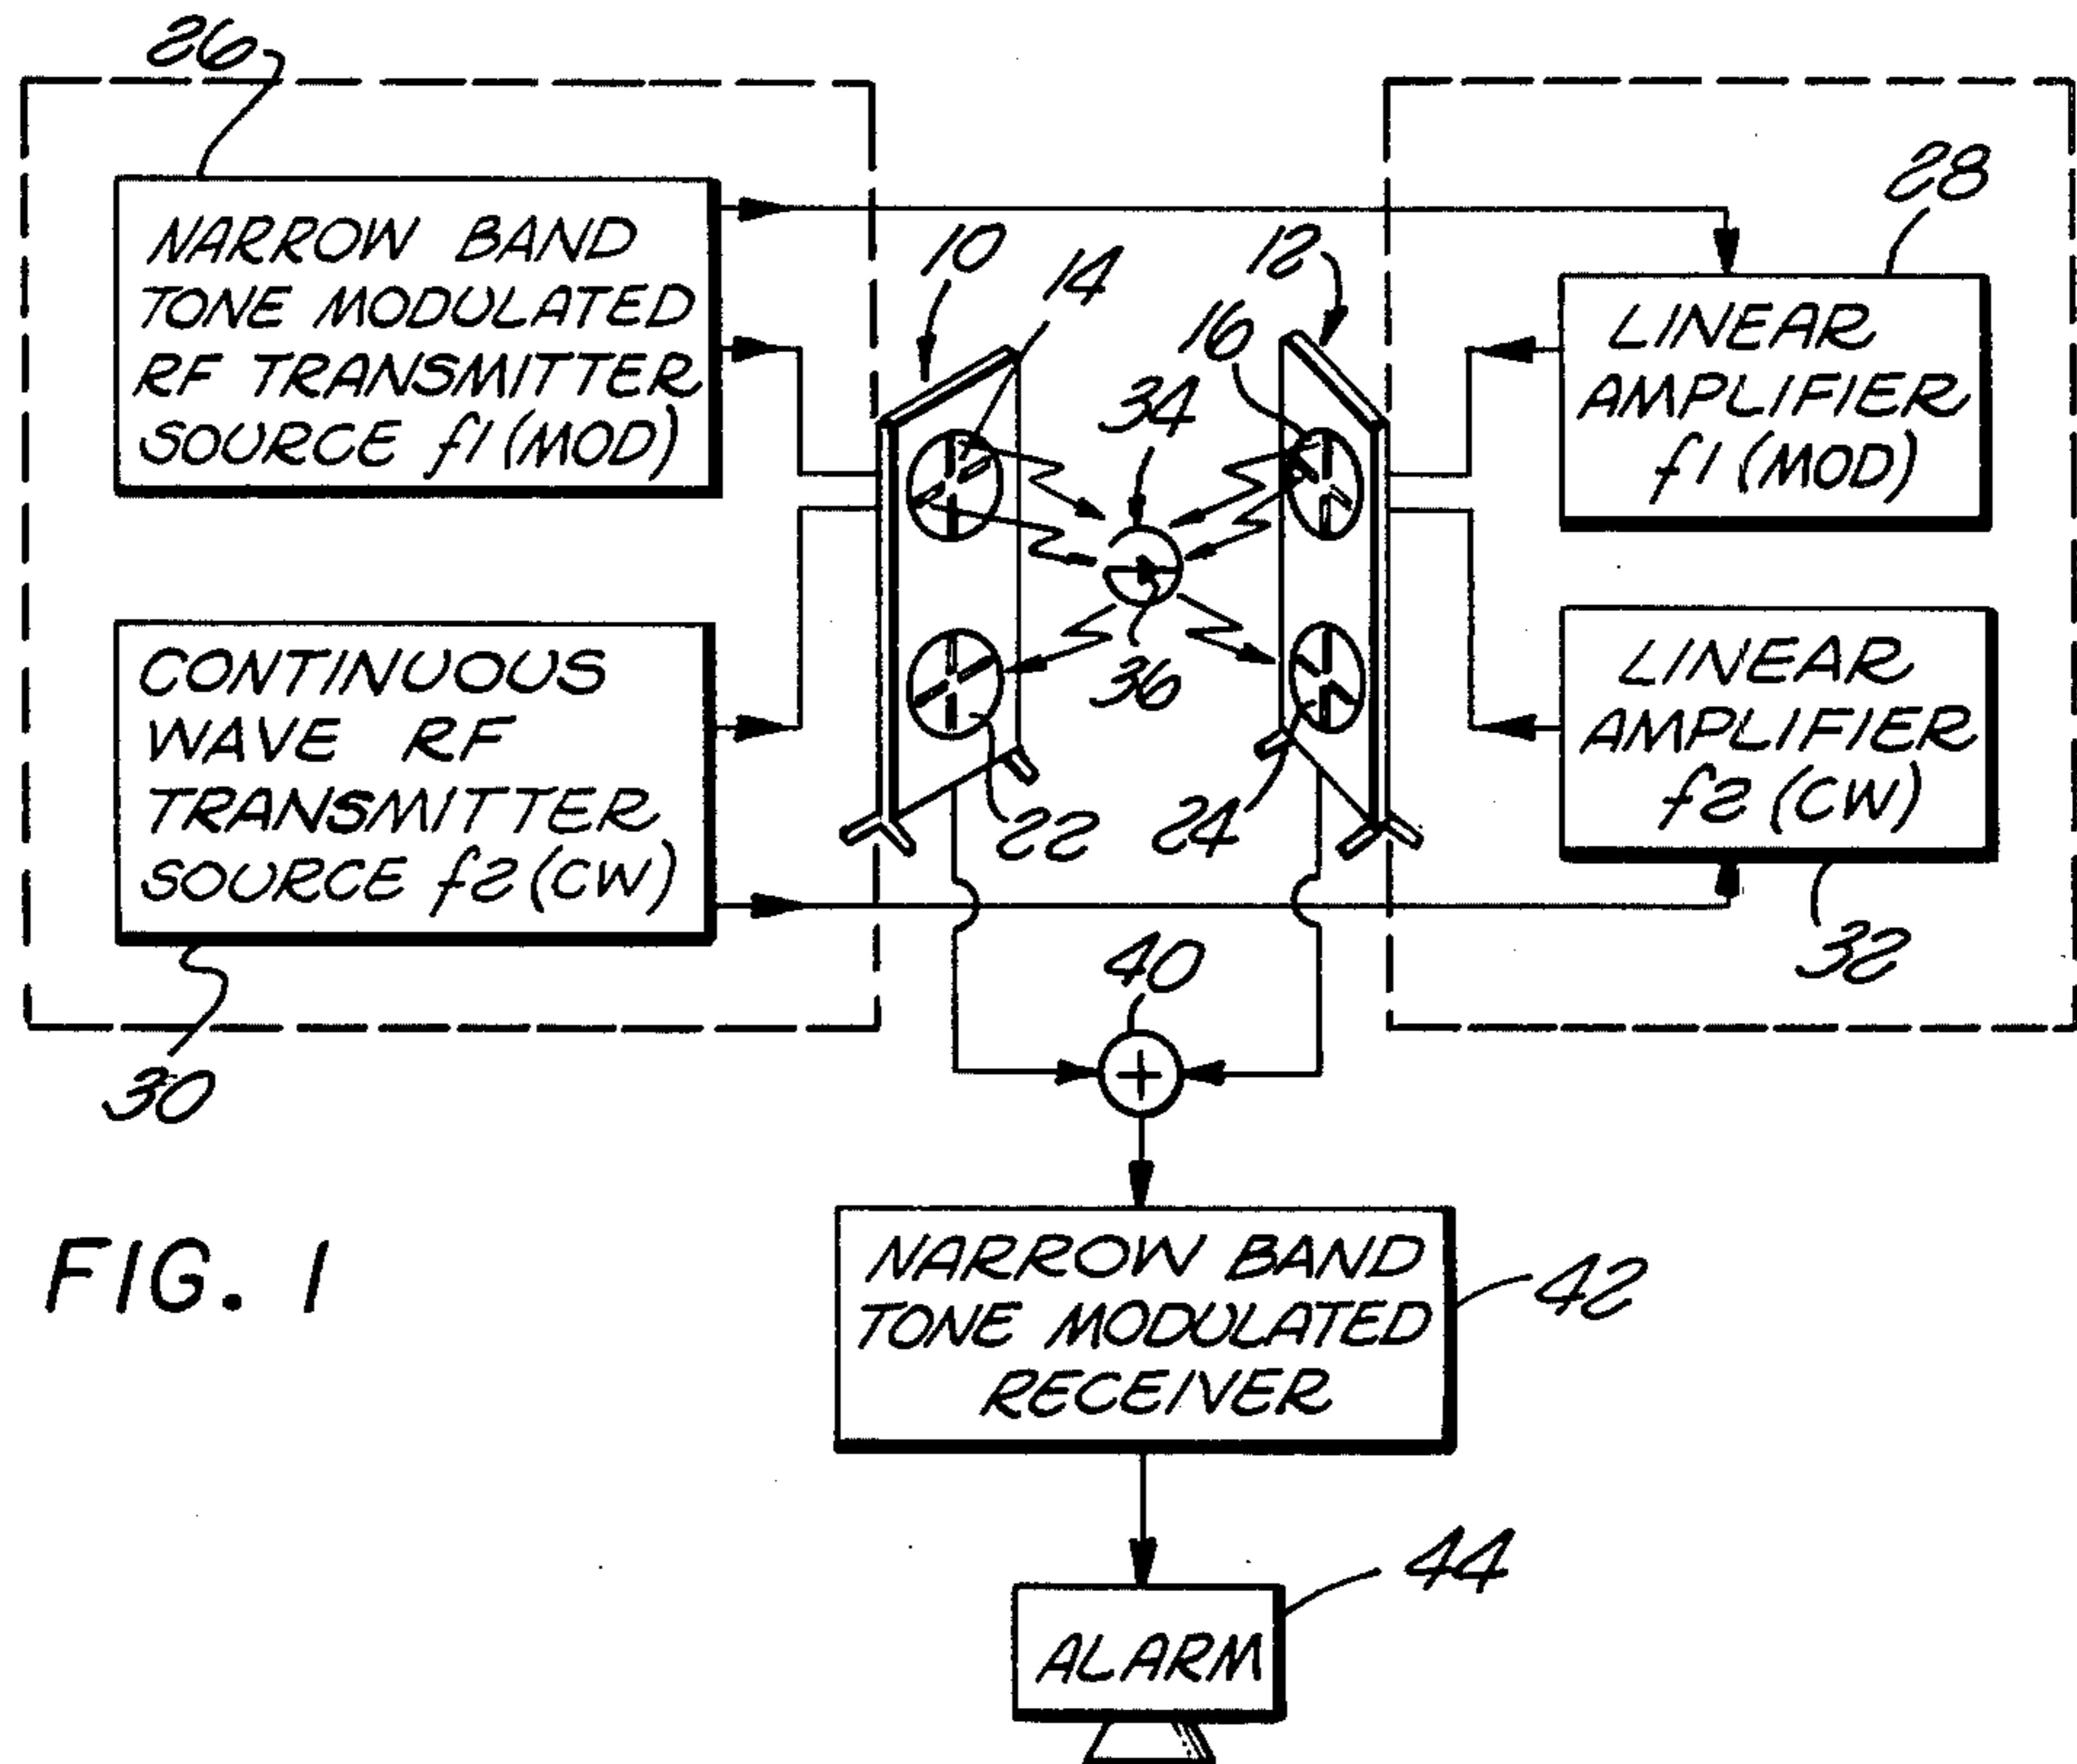 26
NARROW BAND
TONE MODULATED
RF TRANSMITTER
SOURCE f1 (MOD)
10
14
12
16
28
LINEAR
AMPLIFIER
f1 (MOD)
34
36
CONTINUOUS
WAVE RF
TRANSMITTER
SOURCE f2 (CW)
30
22
24
LINEAR
AMPLIFIER
f2 (CW)
32
40
FIG. 1
NARROW BAND
TONE MODULATED
RECEIVER
42
ALARM
44